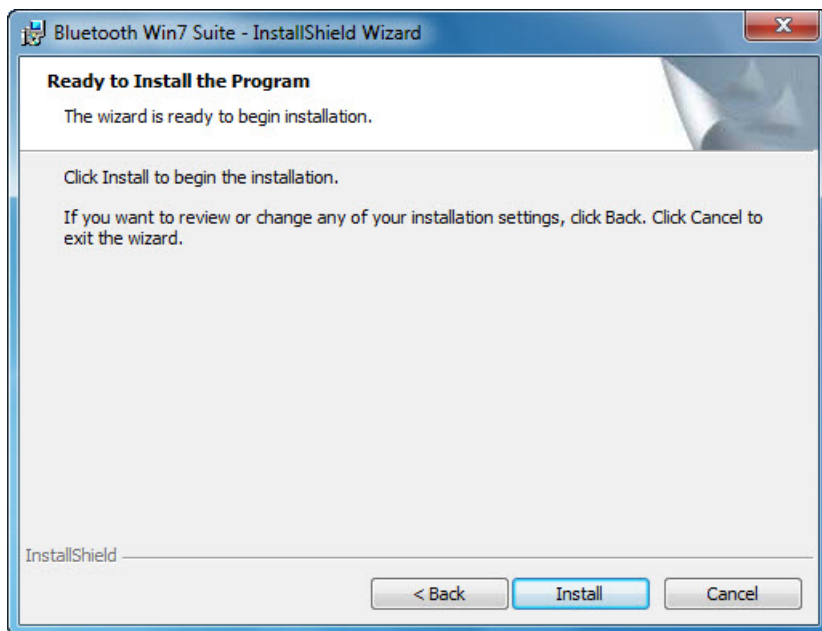 Bluetooth Win7 Suite - InstallShield Wizard
Ready to Install the Program
The wizard is ready to begin installation.
Click Install to begin the installation.
If you want to review or change any of your installation settings, click Back. Click Cancel to
exit the wizard.
InstallShield
< Back
Install
Cancel